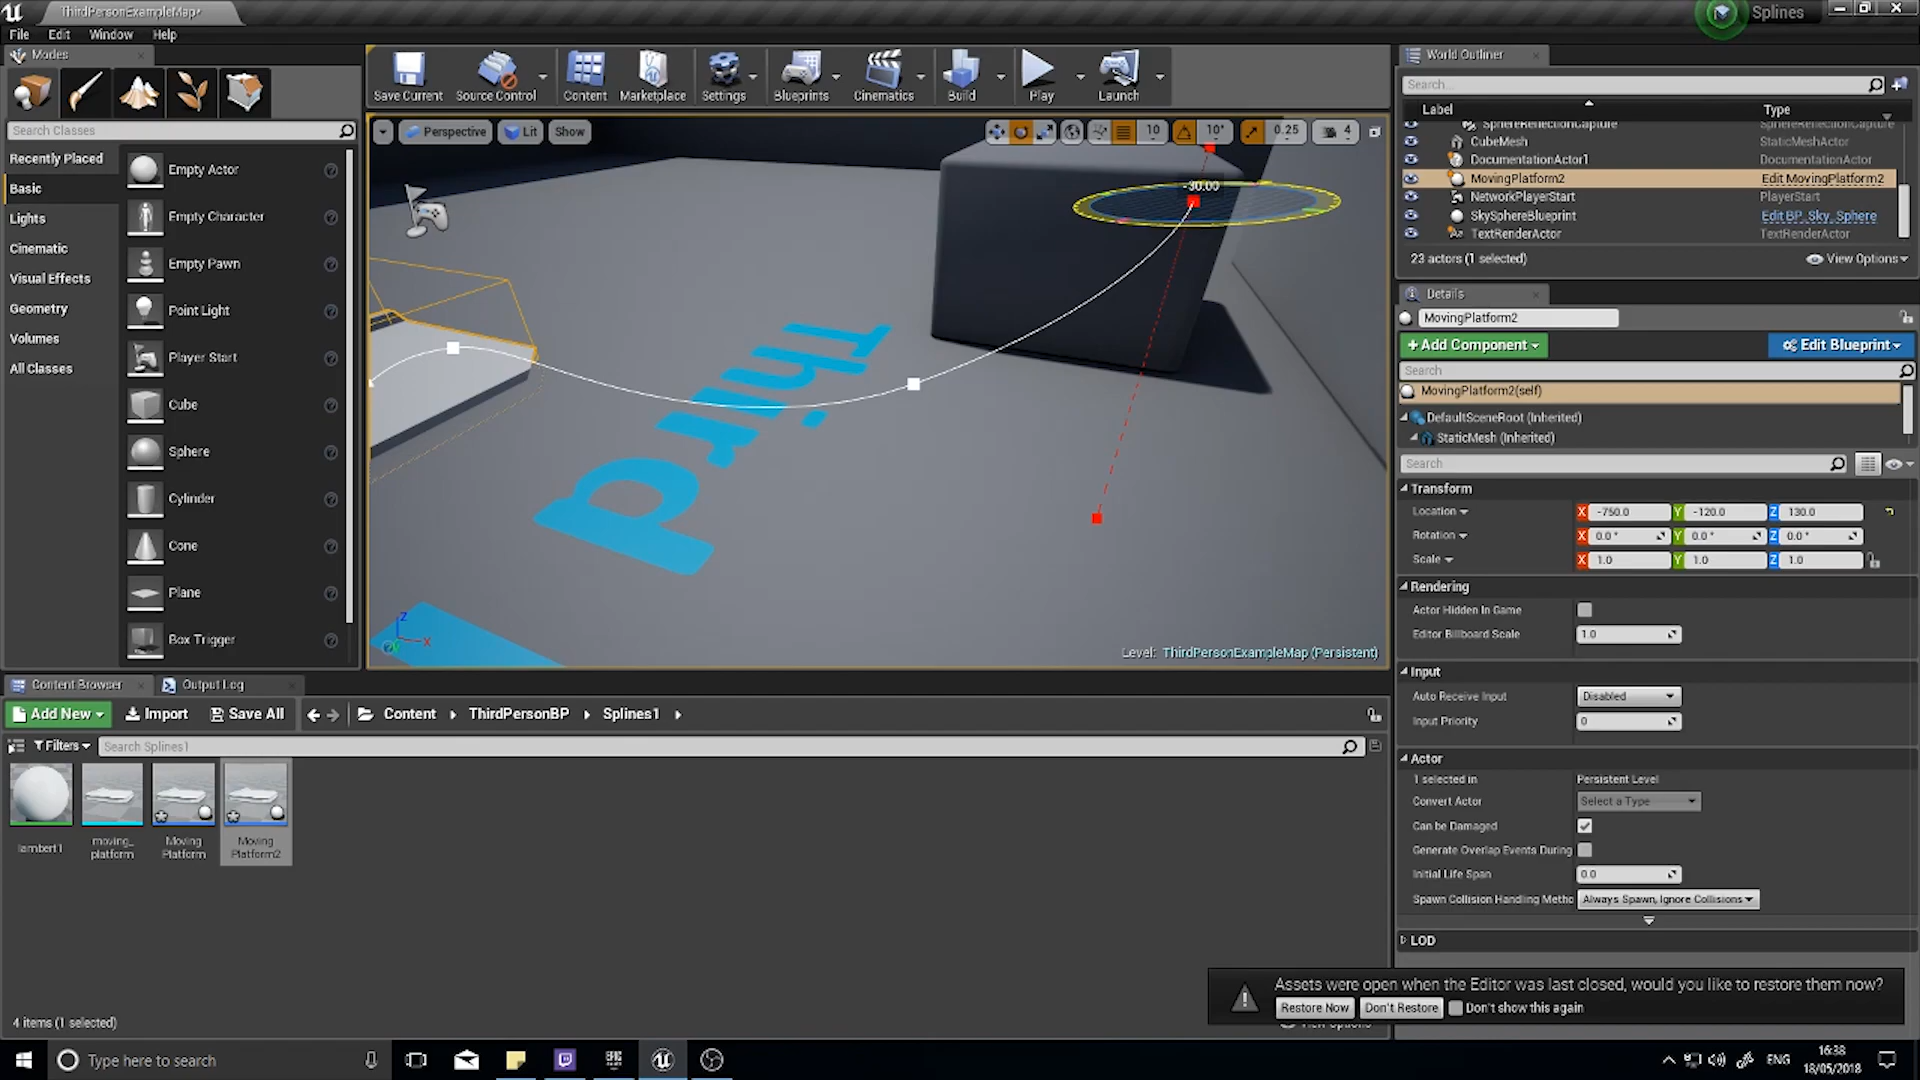 ThirdPersonExampleMap*
Splines
File Edit Window Help
Modes
Search Classes
Recently Placed
Basic
Lights
Cinematic
Visual Effects
Geometry
Volumes
All Classes
Empty Actor
Empty Character
Empty Pawn
Point Light
Player Start
Cube
Sphere
Cylinder
Cone
Plane
Box Trigger
Save Current
Source Control
Content
Marketplace
Settings
Blueprints
Cinematics
Build
Play
Launch
Perspective
Lit
Show
10
10°
0.25
4
-30.00
Third
Z
X
Level: ThirdPersonExampleMap (Persistent)
World Outliner
Search...
Label Type
SphereReflectionCapture SphereReflectionCapture
CubeMesh StaticMeshActor
DocumentationActor1 DocumentationActor
MovingPlatform2 Edit MovingPlatform2
NetworkPlayerStart PlayerStart
SkySphereBlueprint Edit BP_Sky_Sphere
TextRenderActor TextRenderActor
23 actors (1 selected)
View Options
Details
MovingPlatform2
+ Add Component
Edit Blueprint
Search
MovingPlatform2(self)
DefaultSceneRoot (Inherited)
StaticMesh (Inherited)
Search
Transform
Location X -750.0 Y -120.0 Z 130.0
Rotation X 0.0 ° Y 0.0 ° Z 0.0 °
Scale X 1.0 Y 1.0 Z 1.0
Rendering
Actor Hidden In Game
Editor Billboard Scale 1.0
Input
Auto Receive Input Disabled
Input Priority 0
Actor
1 selected in Persistent Level
Convert Actor Select a Type
Can be Damaged
Generate Overlap Events During
Initial Life Span 0.0
Spawn Collision Handling Metho Always Spawn, Ignore Collisions
LOD
Content Browser
Output Log
Add New
Import
Save All
Content
ThirdPersonBP
Splines1
Filters
Search Splines1
lambert1
moving_
platform
Moving
Platform
Moving
Platform2
4 items (1 selected)
View Options
Assets were open when the Editor was last closed, would you like to restore them now?
Restore Now
Don't Restore
Don't show this again
Type here to search
EPIC
ENG
16:38
18/05/2018